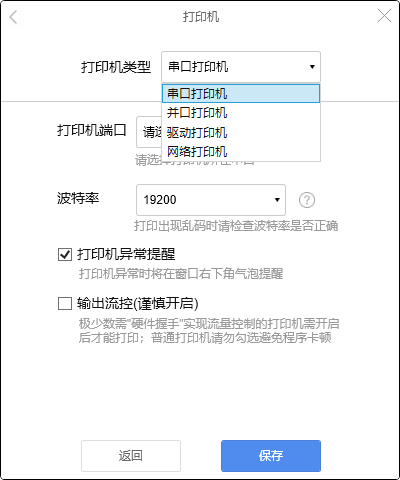 打印机
打印机类型
串口打印机
串口打印机
并口打印机
驱动打印机
网络打印机
打印机端口
请选
波特率
19200
打印出现乱码时请检查波特率是否正确
打印机异常提醒
打印机异常时将在窗口右下角气泡提醒
输出流控(谨慎开启)
极少数需"硬件握手"实现流量控制的打印机需开启
后才能打印；普通打印机请勿勾选避免程序卡顿
返回
保存